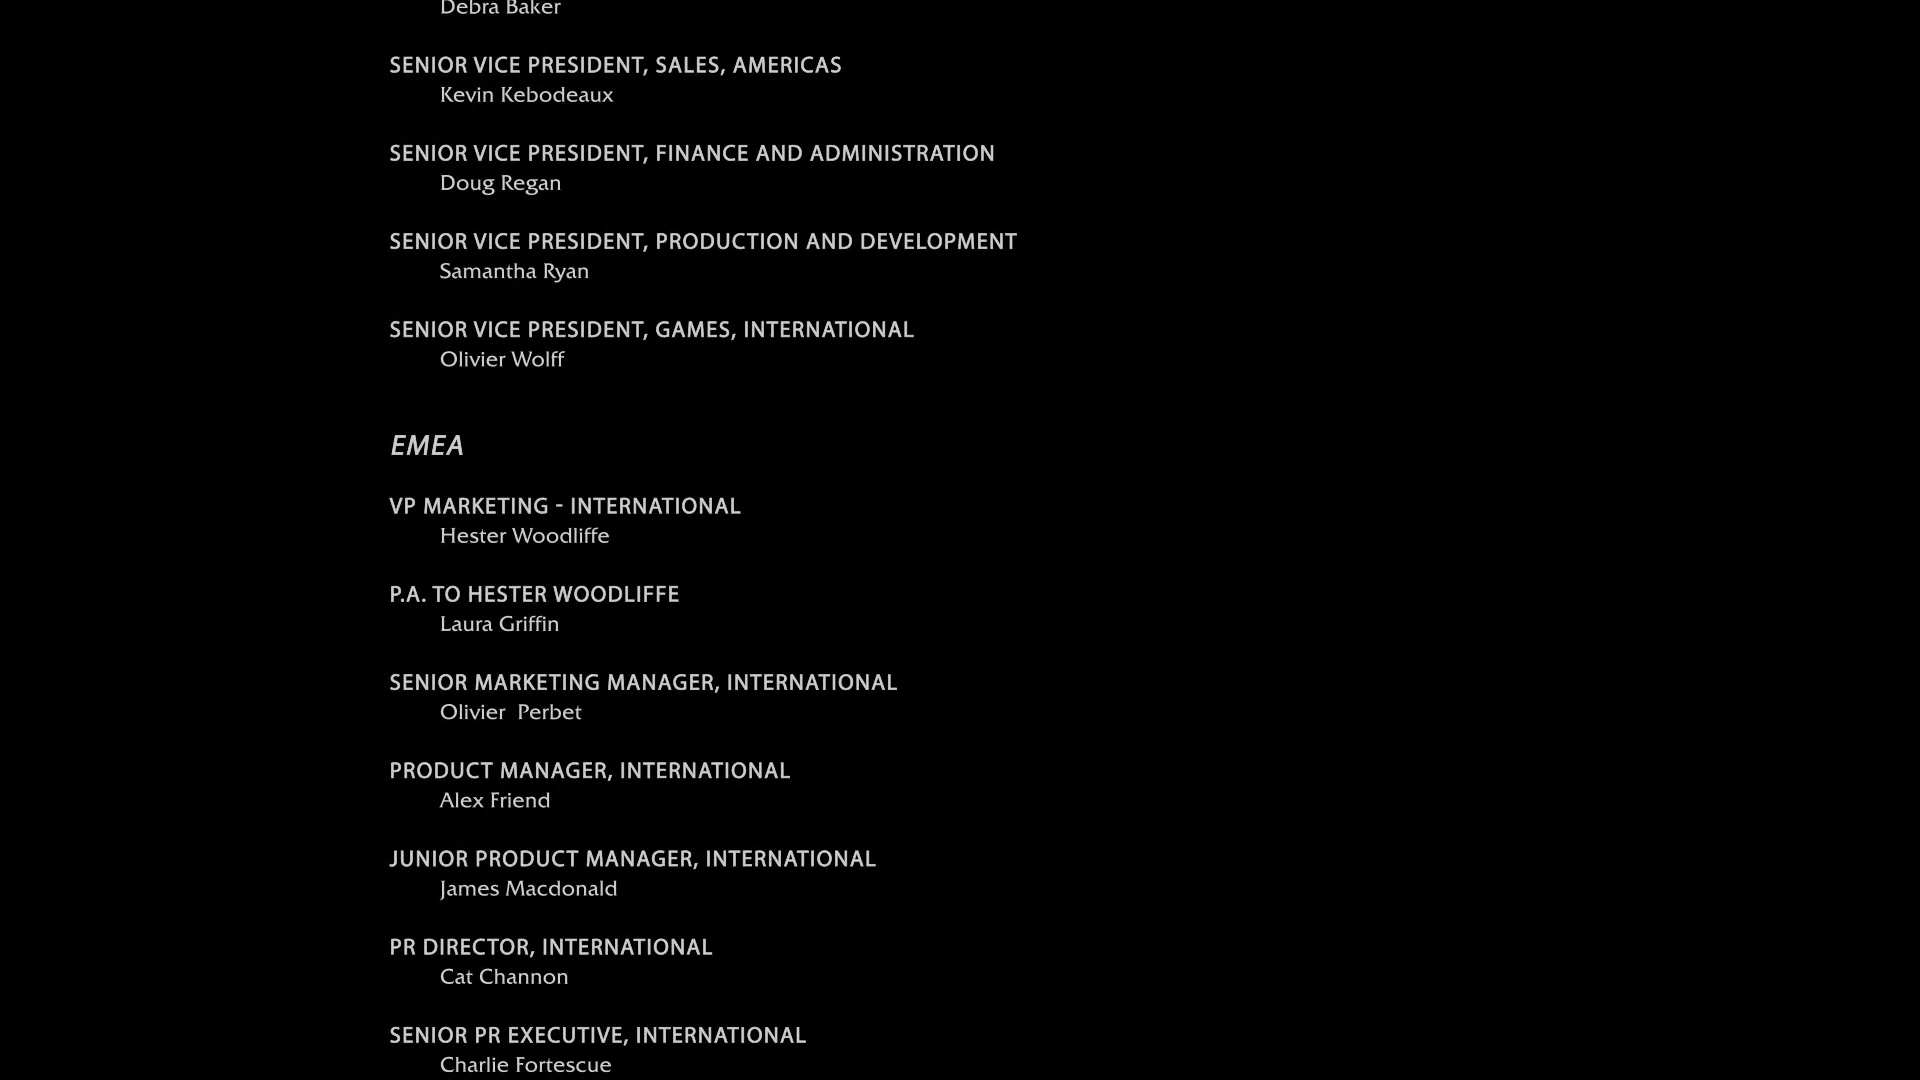 Debra Baker
SENIOR VICE PRESIDENT, SALES, AMERICAS
Kevin Kebodeaux
SENIOR VICE PRESIDENT, FINANCE AND ADMINISTRATION
Doug Regan
SENIOR VICE PRESIDENT, PRODUCTION AND DEVELOPMENT
Samantha Ryan
SENIOR VICE PRESIDENT, GAMES, INTERNATIONAL
Olivier Wolff
EMEA
VP MARKETING - INTERNATIONAL
Hester Woodliffe
P.A. TO HESTER WOODLIFFE
Laura Griffin
SENIOR MARKETING MANAGER, INTERNATIONAL
Olivier  Perbet
PRODUCT MANAGER, INTERNATIONAL
Alex Friend
JUNIOR PRODUCT MANAGER, INTERNATIONAL
James Macdonald
PR DIRECTOR, INTERNATIONAL
Cat Channon
SENIOR PR EXECUTIVE, INTERNATIONAL
Charlie Fortescue